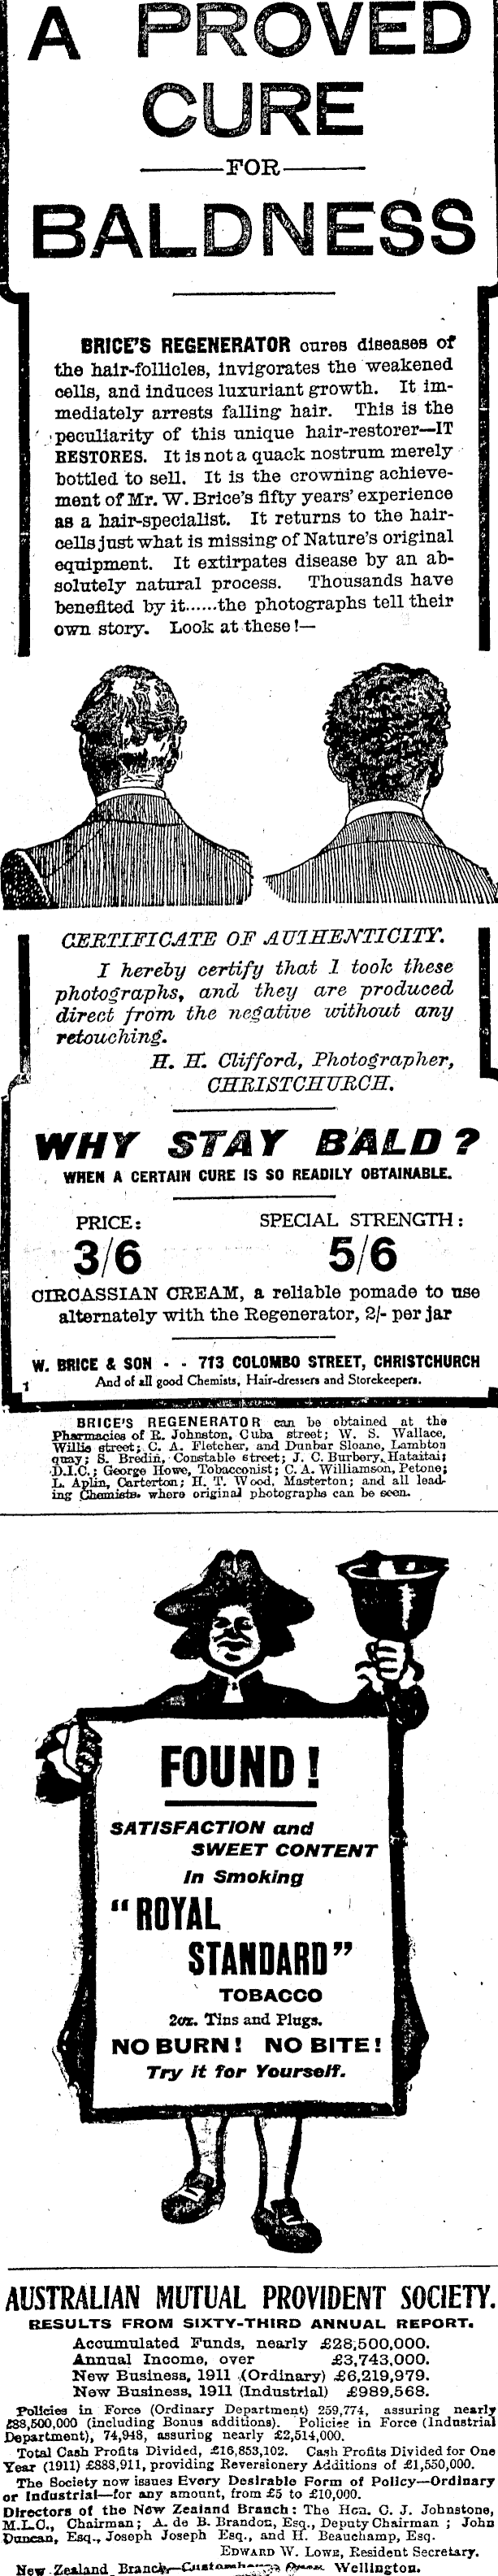 A PROVED
CURE
FOR
BALDNESS
BRICE'S REGENERATOR cures diseases of
the hair-follicles, invigorates the weakened
cells, and induces luxuriant growth. It im-
mediately arrests falling hair. This is the
peculiarity of this unique hair-restorer—IT
RESTORES. It is not a quack nostrum merely
bottled to sell. It is the crowning achieve-
ment of Mr. W. Brice's fifty years' experience
as a hair-specialist. It returns to the hair-
cells just what is missing of Nature's original
equipment. It extirpates disease by an ab-
solutely natural process. Thousands have
benefited by it......the photographs tell their
own story. Look at these!—
CERTIFICATE OF AUTHENTICITY.
I hereby certify that I took these
photographs, and they are produced
direct from the negative without any
retouching.
H. H. Clifford, Photographer,
CHRISTCHURCH.
WHY STAY BALD?
WHEN A CERTAIN CURE IS SO READILY OBTAINABLE.
PRICE: SPECIAL STRENGTH:
3/6 5/6
CIRCASSIAN CREAM, a reliable pomade to use
alternately with the Regenerator, 2/- per jar
W. BRICE & SON - - 713 COLOMBO STREET, CHRISTCHURCH
1 And of all good Chemists, Hair-dressers and Storekeepers.
BRICE'S REGENERATOR can be obtained at the
Pharmacies of R. Johnston, Cuba street; W. S. Wallace,
Willis street; C. A. Fletcher, and Dunbar Sloane, Lambton
quay; S. Bredin, Constable street; J. C. Burbery, Hataitai;
D.I.C.; George Howe, Tobacconist; C. A. Williamson, Petone;
L. Aplin, Carterton; H. T. Wood, Masterton; and all lead-
ing Chemists. where original photographs can be seen.
FOUND!
SATISFACTION and
SWEET CONTENT
In Smoking
"ROYAL
STANDARD"
TOBACCO
2oz. Tins and Plugs.
NO BURN! NO BITE!
Try it for Yourself.
AUSTRALIAN MUTUAL PROVIDENT SOCIETY.
RESULTS FROM SIXTY-THIRD ANNUAL REPORT.
Accumulated Funds, nearly £28,500,000.
Annual Income, over £3,743,000.
New Business, 1911 (Ordinary) £6,219,979.
New Business, 1911 (Industrial) £989,568.
Policies in Force (Ordinary Department) 259,774, assuring nearly
£88,500,000 (including Bonus additions). Policies in Force (Industrial
Department), 74,948, assuring nearly £2,514,000.
Total Cash Profits Divided, £16,853,102. Cash Profits Divided for One
Year (1911) £888,911, providing Reversionery Additions of £1,550,000.
The Society now issues Every Desirable Form of Policy—Ordinary
or Industrial—for any amount, from £5 to £10,000.
Directors of the New Zealand Branch: The Hon. C. J. Johnstone,
M.L.C., Chairman; A. de B. Brandon, Esq., Deputy Chairman; John
Duncan, Esq., Joseph Joseph Esq., and H. Beauchamp, Esq.
EDWARD W. LOWE, Resident Secretary.
New Zealand Branch—Customhouse Quay Wellington.